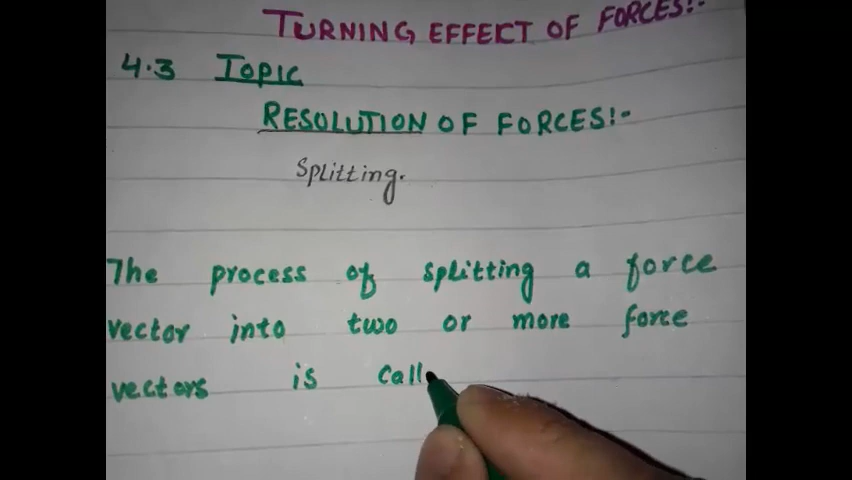 TURNING EFFECT OF FORCES:-
4.3 TOPIC
RESOLUTION OF FORCES:-
Splitting.
The process of splitting a force
vector into two or more force
vectors is call